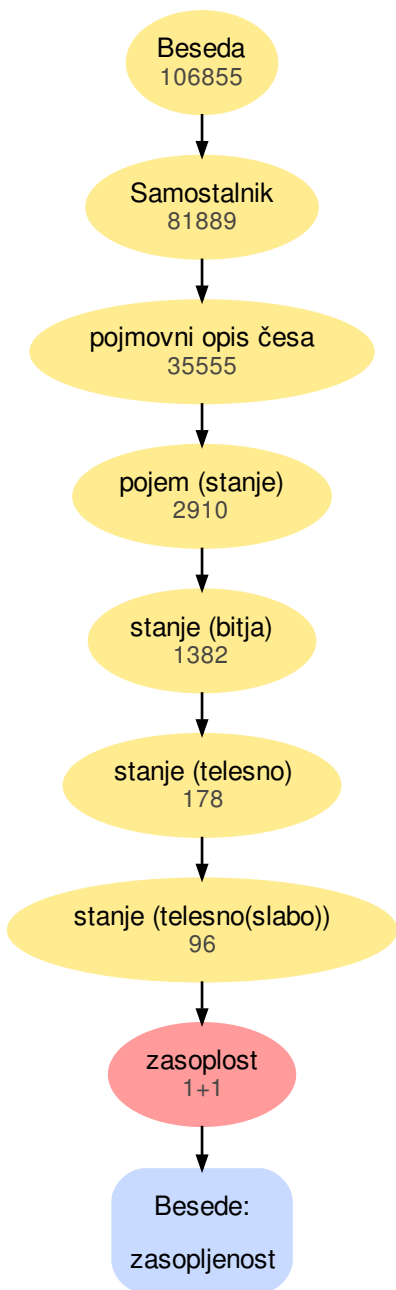 Beseda
106855
Samostalnik
81889
pojmovni opis česa
35555
pojem (stanje)
2910
stanje (bitja)
1382
stanje (telesno)
178
stanje (telesno(slabo))
96
zasoplost
1+1
Besede:
zasopljenost